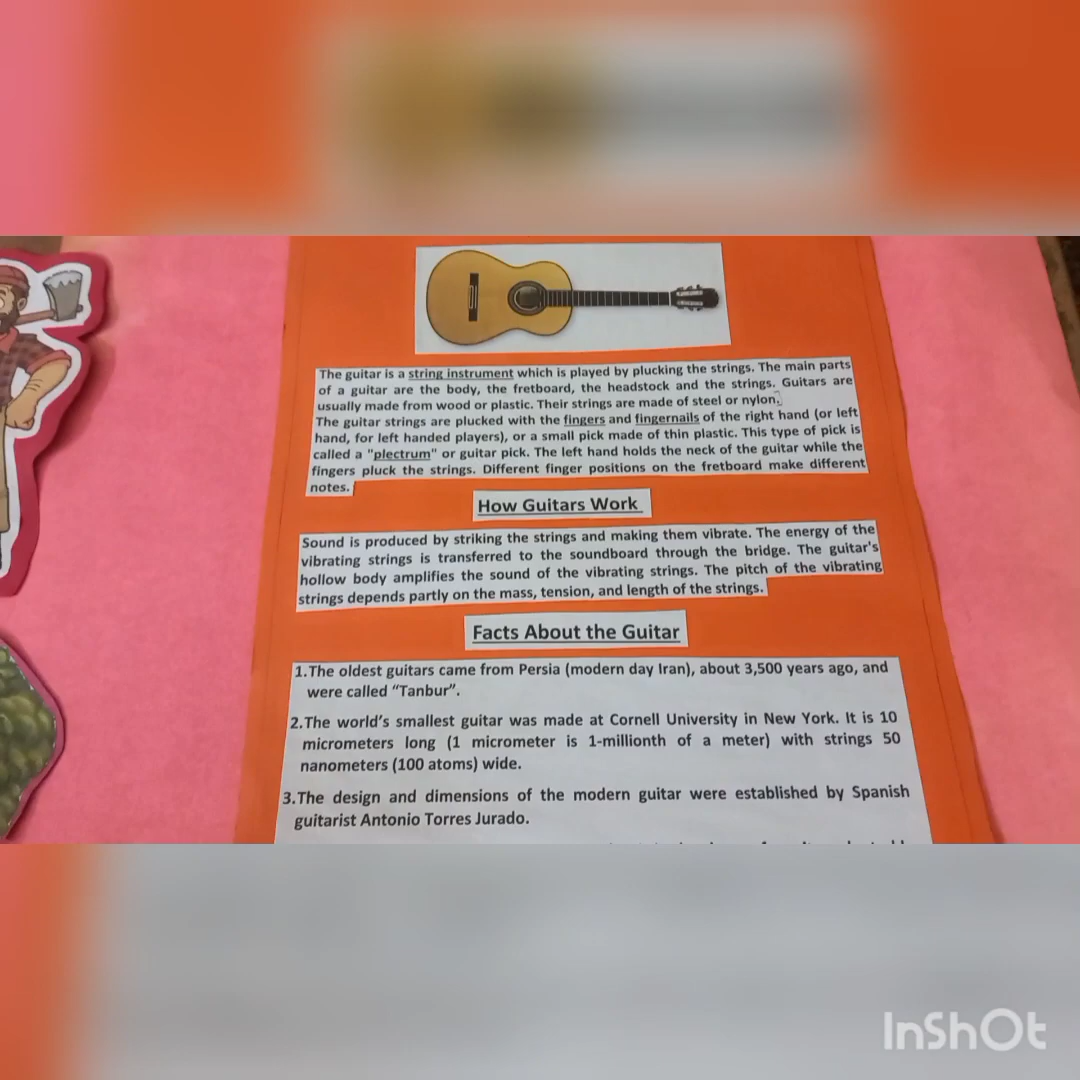 The guitar is a string instrument which is played by plucking the strings. The main parts
of a guitar are the body, the fretboard, the headstock and the strings. Guitars are
usually made from wood or plastic. Their strings are made of steel or nylon.
The guitar strings are plucked with the fingers and fingernails of the right hand (or left
hand, for left handed players), or a small pick made of thin plastic. This type of pick is
called a "plectrum" or guitar pick. The left hand holds the neck of the guitar while the
fingers pluck the strings. Different finger positions on the fretboard make different
notes.
How Guitars Work
Sound is produced by striking the strings and making them vibrate. The energy of the
vibrating strings is transferred to the soundboard through the bridge. The guitar's
hollow body amplifies the sound of the vibrating strings. The pitch of the vibrating
strings depends partly on the mass, tension, and length of the strings.
Facts About the Guitar
1.The oldest guitars came from Persia (modern day Iran), about 3,500 years ago, and
were called “Tanbur”.
2.The world’s smallest guitar was made at Cornell University in New York. It is 10
micrometers long (1 micrometer is 1-millionth of a meter) with strings 50
nanometers (100 atoms) wide.
3.The design and dimensions of the modern guitar were established by Spanish
guitarist Antonio Torres Jurado.
InShOt